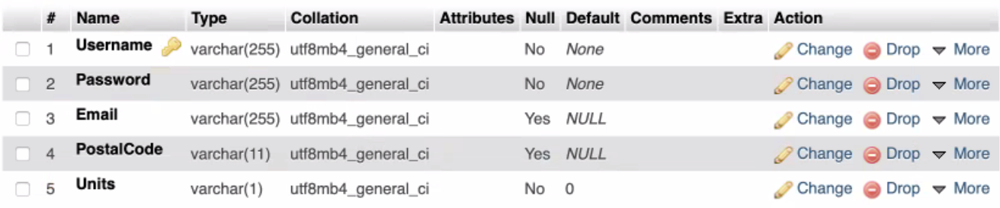 # Name Type Collation Attributes Null Default Comments Extra Action
1 Username varchar(255) utf8mb4_general_ci No None Change Drop More
2 Password varchar(255) utf8mb4_general_ci No None Change Drop More
3 Email varchar(255) utf8mb4_general_ci Yes NULL Change Drop More
4 PostalCode varchar(11) utf8mb4_general_ci Yes NULL Change Drop More
5 Units varchar(1) utf8mb4_general_ci No 0 Change Drop More